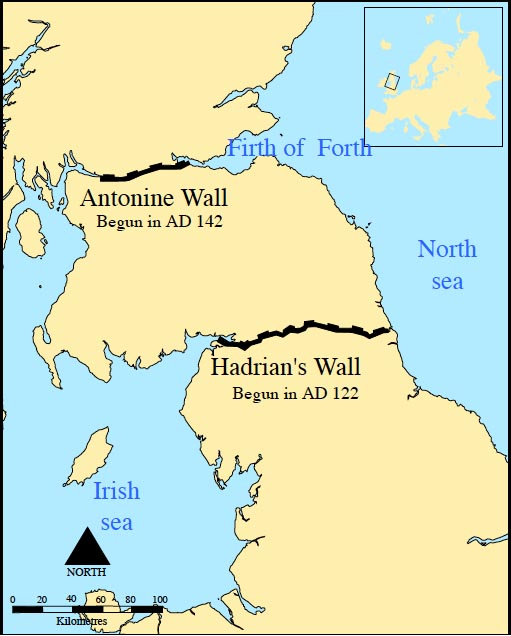 Firth of Forth
Antonine Wall
Begun in AD 142
North
sea
Hadrian's Wall
Begun in AD 122
Irish
sea
NORTH
0 20 40 60 80 100
Kilometres